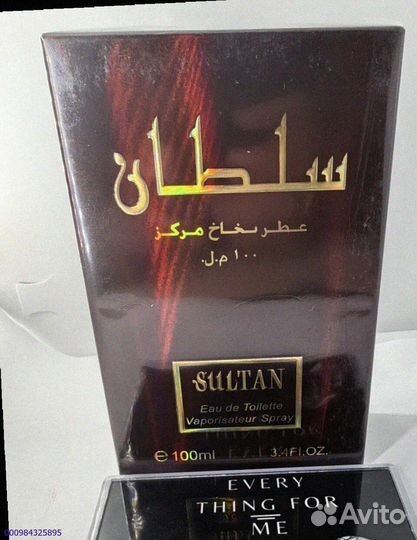 سلطان
عطر بخاخ مركز
١٠٠ م.ل.
SULTAN
Eau de Toilette
Vaporisateur Spray
e 100ml 3.4Fl.OZ.
EVERY
THING FOR
ME
Avito
000984325895